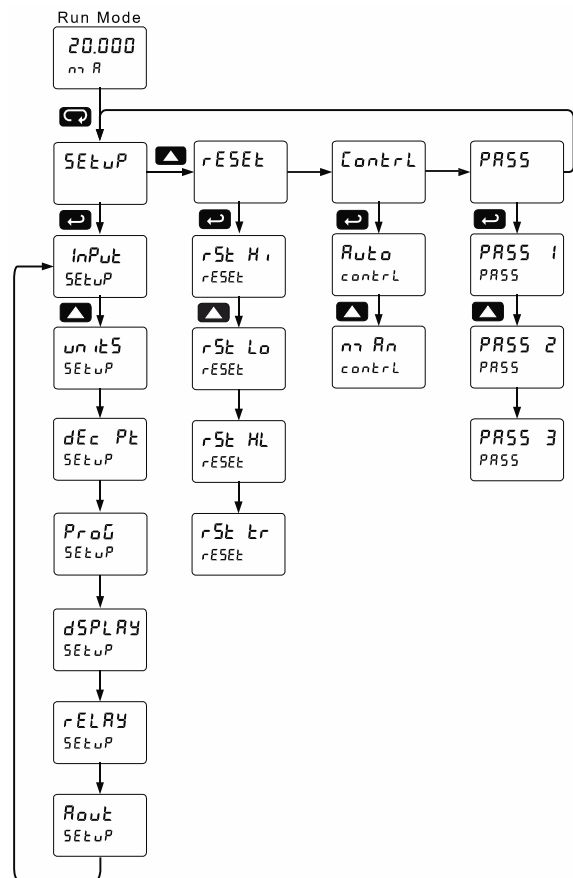 Run Mode
20.000
mA
SEtuP
rESEt
ContrL
PASS
InPut
SEtuP
rSt Hi
rESEt
Auto
contrL
PASS 1
PASS
unitS
SEtuP
rSt Lo
rESEt
mAn
contrL
PASS 2
PASS
dEc Pt
SEtuP
rSt HL
rESEt
PASS 3
PASS
ProG
SEtuP
rSt tr
rESEt
dSPLAY
SEtuP
rELAY
SEtuP
Aout
SEtuP